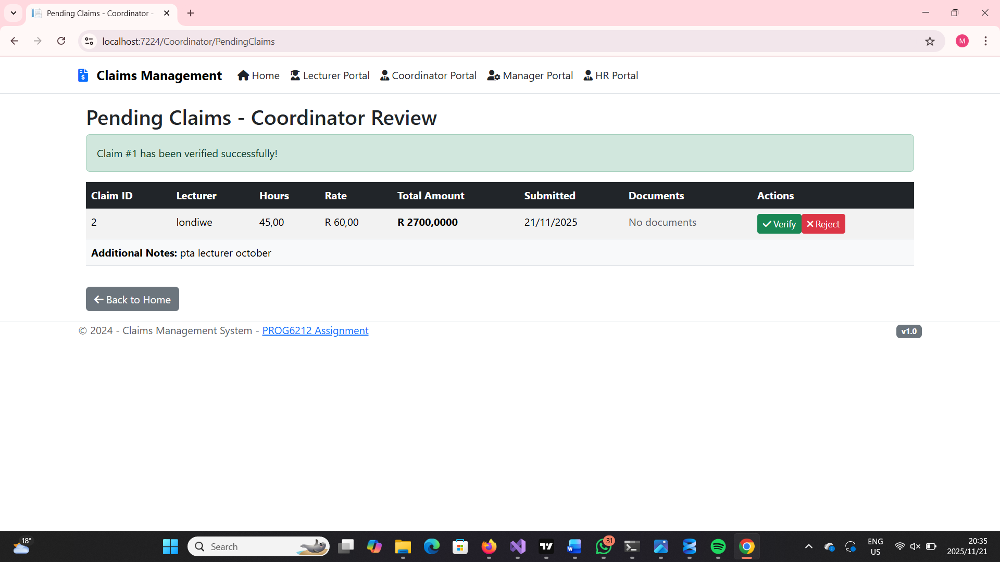 Pending Claims - Coordinator -
localhost:7224/Coordinator/PendingClaims
M
Claims Management Home Lecturer Portal Coordinator Portal Manager Portal HR Portal
Pending Claims - Coordinator Review
Claim #1 has been verified successfully!
Claim ID Lecturer Hours Rate Total Amount Submitted Documents Actions
2 londiwe 45,00 R 60,00 R 2700,0000 21/11/2025 No documents Verify Reject
Additional Notes: pta lecturer october
Back to Home
© 2024 - Claims Management System - PROG6212 Assignment v1.0
18°
Search
31
ENG
US
20:35
2025/11/21